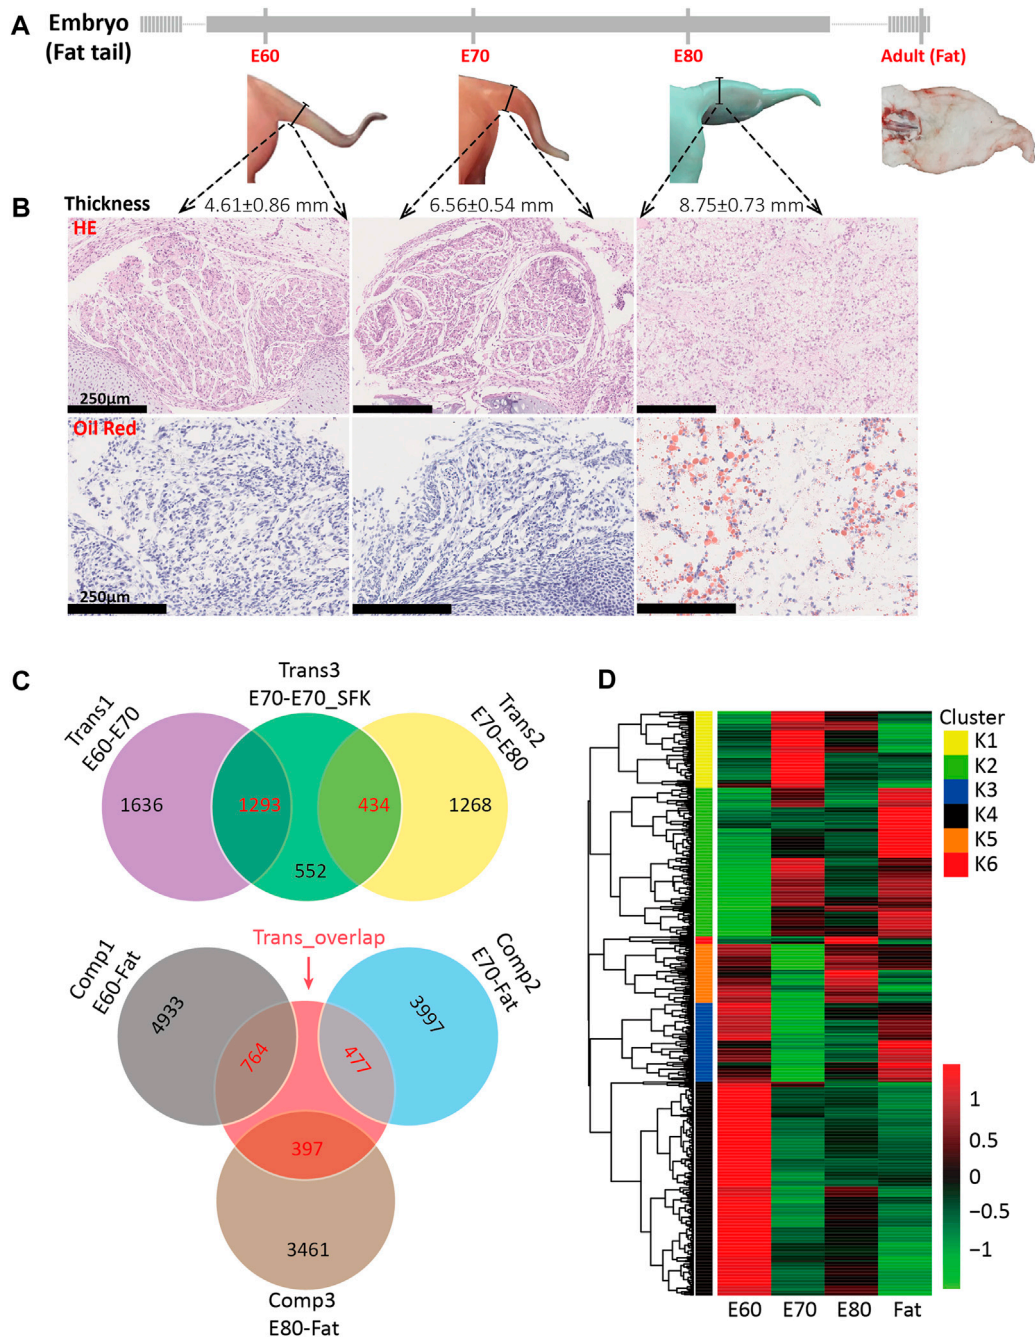 A
Embryo
(Fat tail)
E60
E70
E80
Adult (Fat)
B
Thickness
4.61±0.86 mm
6.56±0.54 mm
8.75±0.73 mm
HE
250μm
Oil Red
250μm
C
Trans1
E60-E70
Trans3
E70-E70_SFK
Trans2
E70-E80
1636
1293
434
1268
552
Trans_overlap
Comp1
E60-Fat
Comp2
E70-Fat
4933
3997
764
477
397
3461
Comp3
E80-Fat
D
Cluster
K1
K2
K3
K4
K5
K6
1
0.5
0
−0.5
−1
E60
E70
E80
Fat